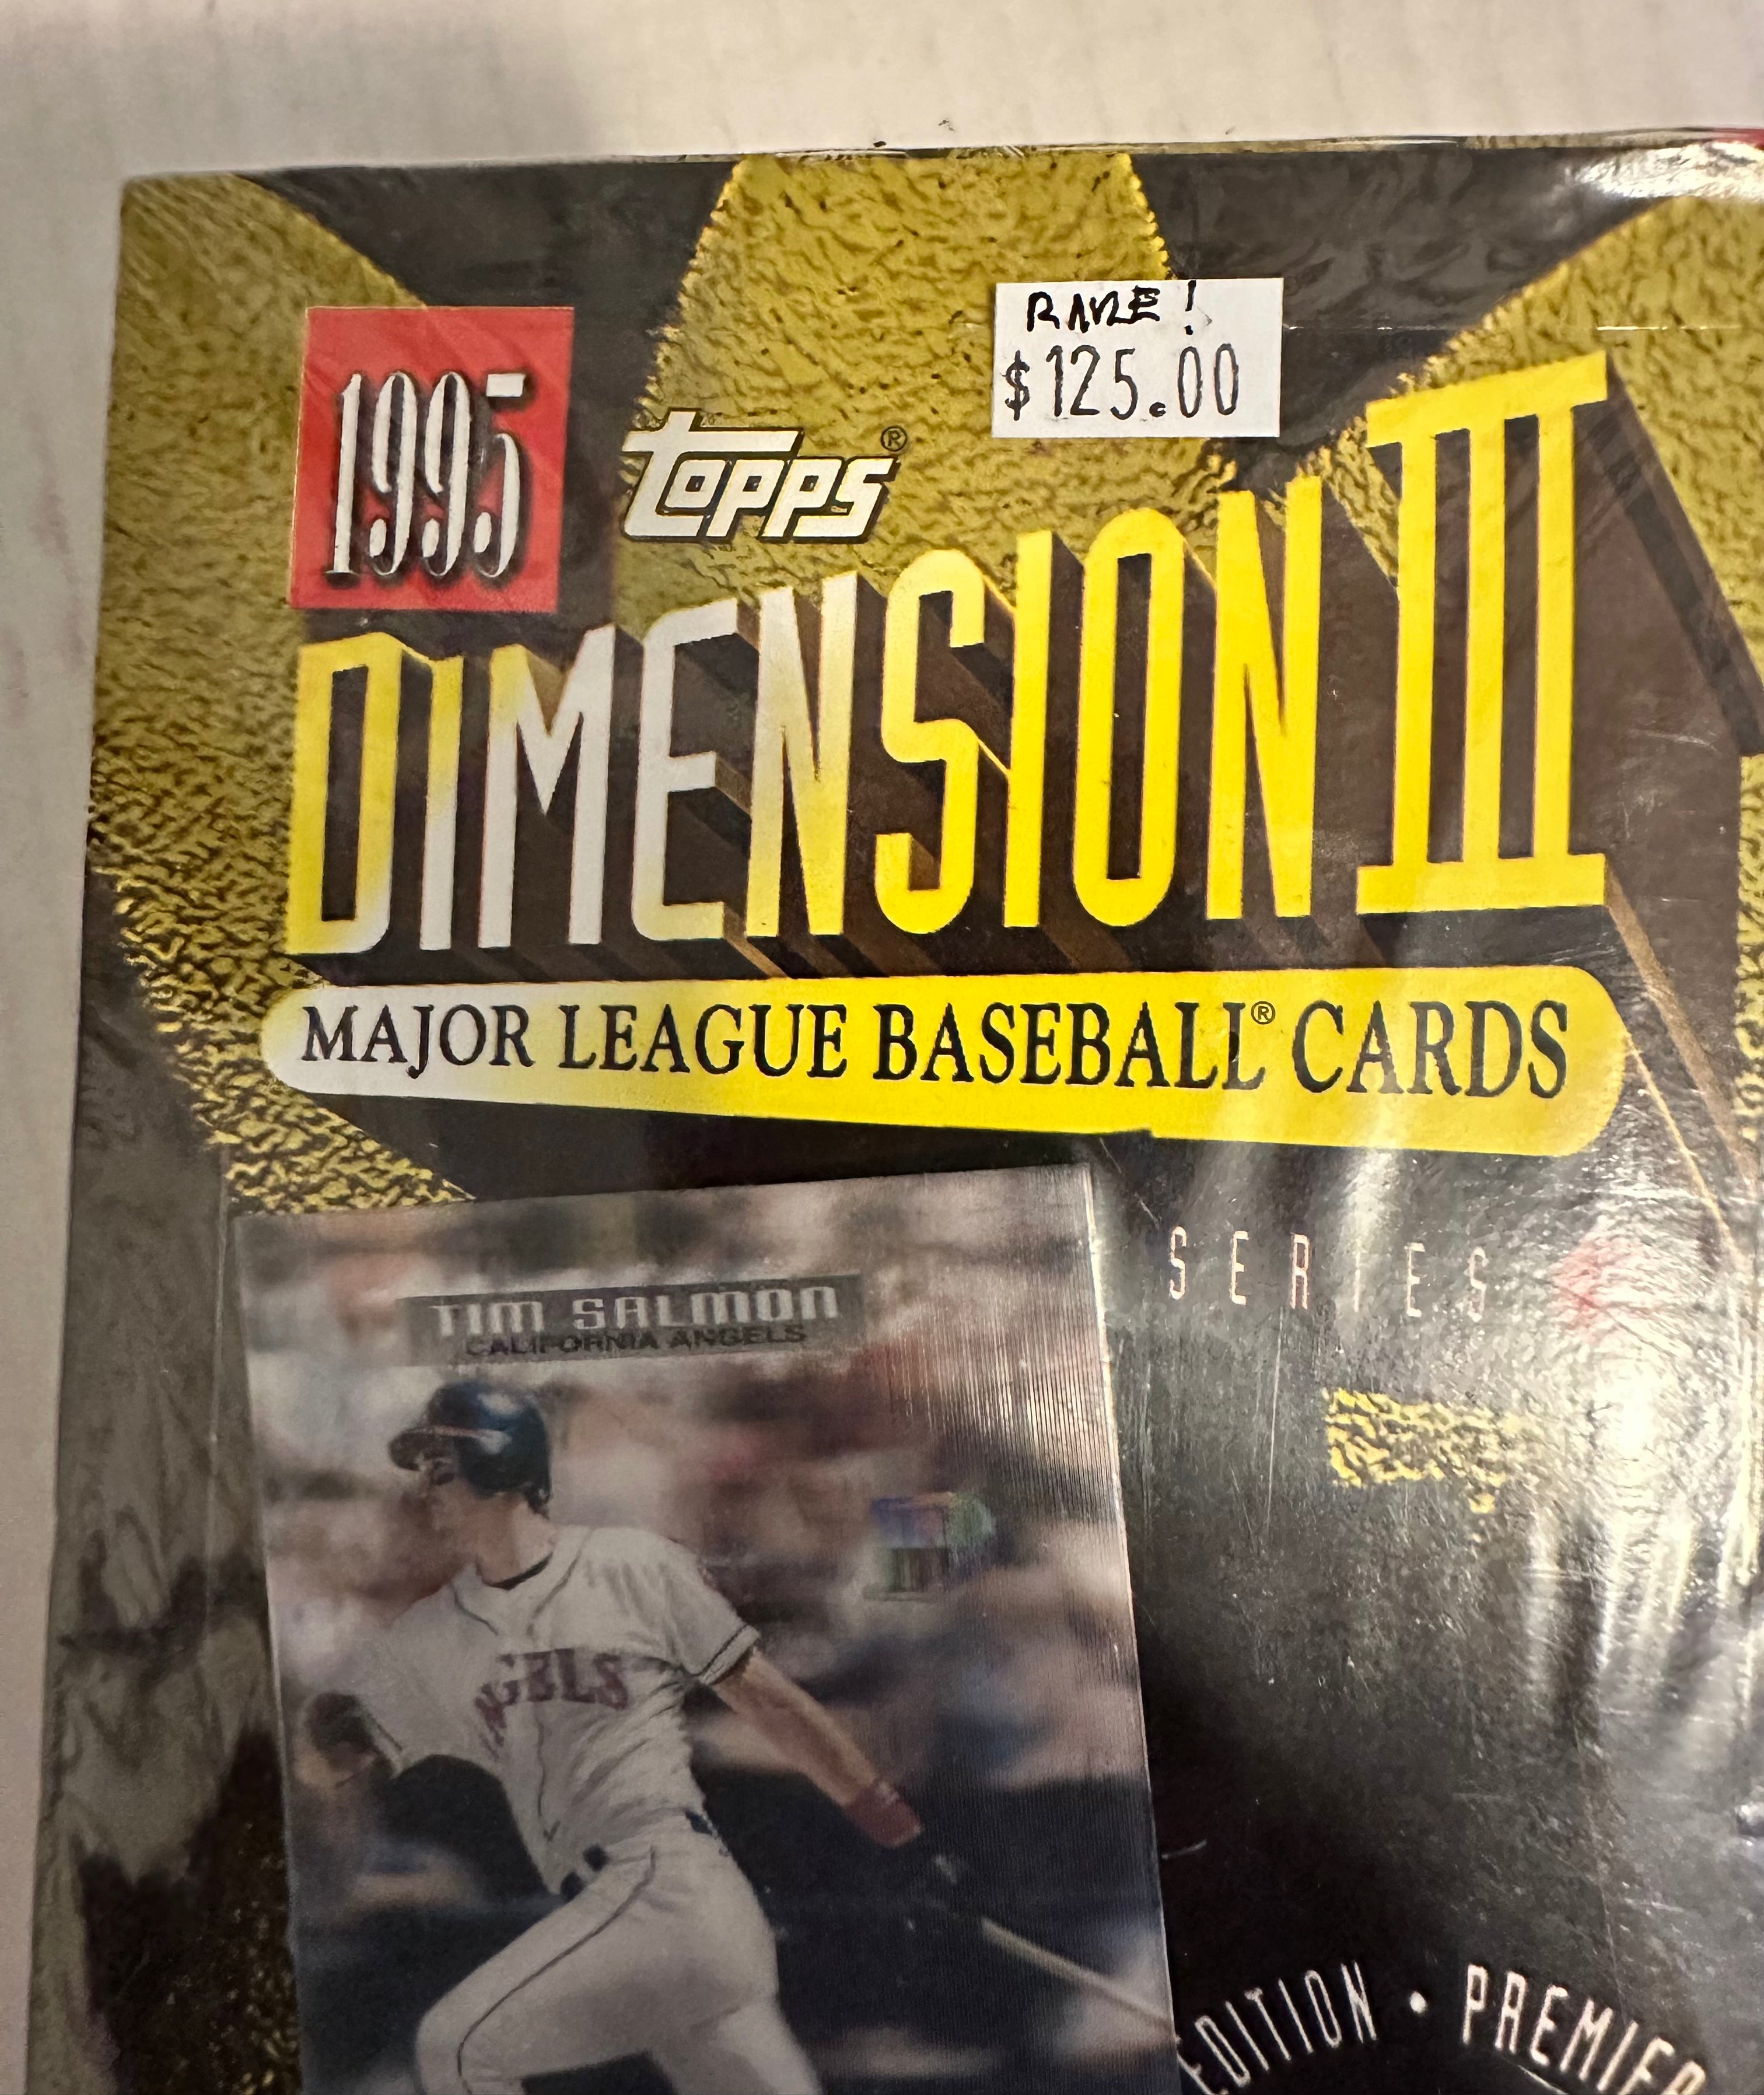 RARE!
$125.00
1995
topps®
DIMENSION III
MAJOR LEAGUE BASEBALL® CARDS
SERIES
TIM SALMON
CALIFORNIA ANGELS
ANGELS
EDITION • PREMIER